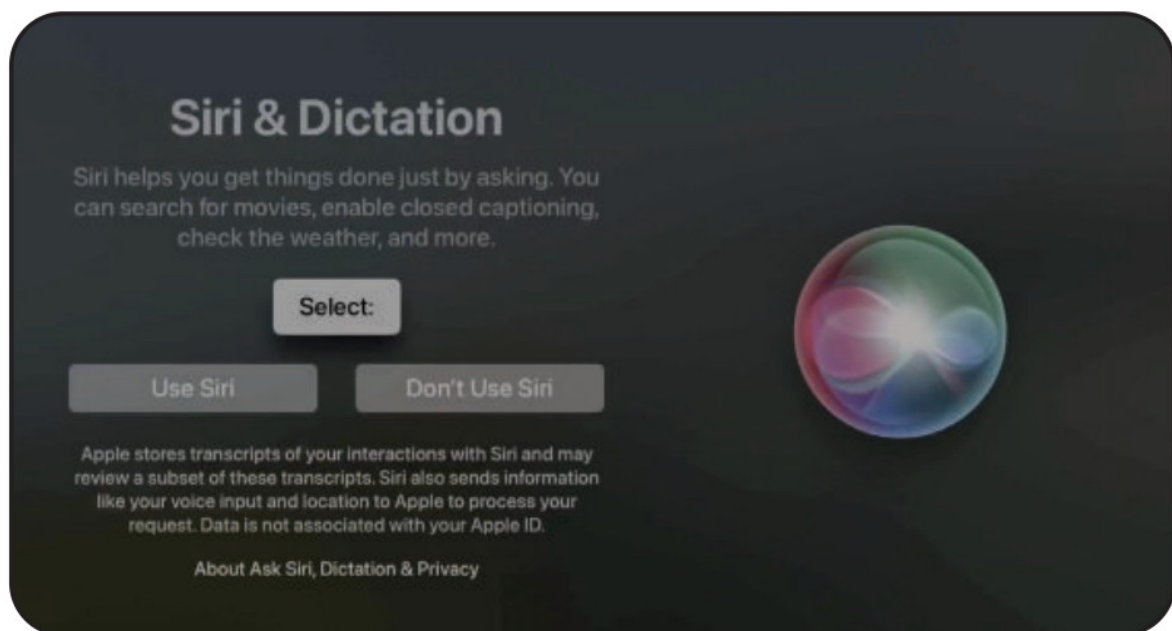 Siri & Dictation
Siri helps you get things done just by asking. You
can search for movies, enable closed captioning,
check the weather, and more.
Select:
Use Siri
Don't Use Siri
Apple stores transcripts of your interactions with Siri and may
review a subset of these transcripts. Siri also sends information
like your voice input and location to Apple to process your
request. Data is not associated with your Apple ID.
About Ask Siri, Dictation & Privacy